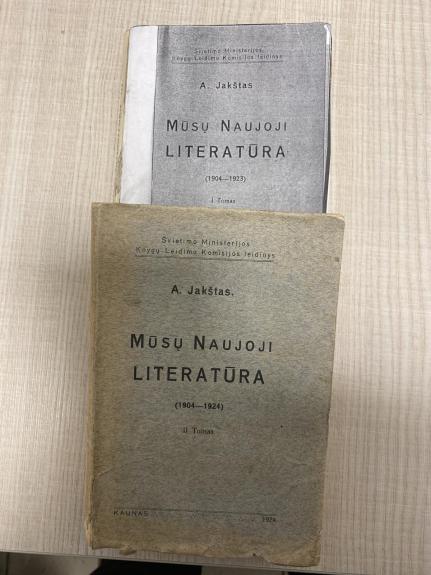 Švietimo Ministerijos
Knygų Leidimo Komisijos leidinys
A. Jakštas
MŪSŲ NAUJOJI
LITERATŪRA
(1904—1923)
I Tomas
Švietimo Ministerijos
Knygų Leidimo Komisijos leidinys
A. Jakštas.
MŪSŲ NAUJOJI
LITERATŪRA
(1904—1924)
II Tomas
KAUNAS